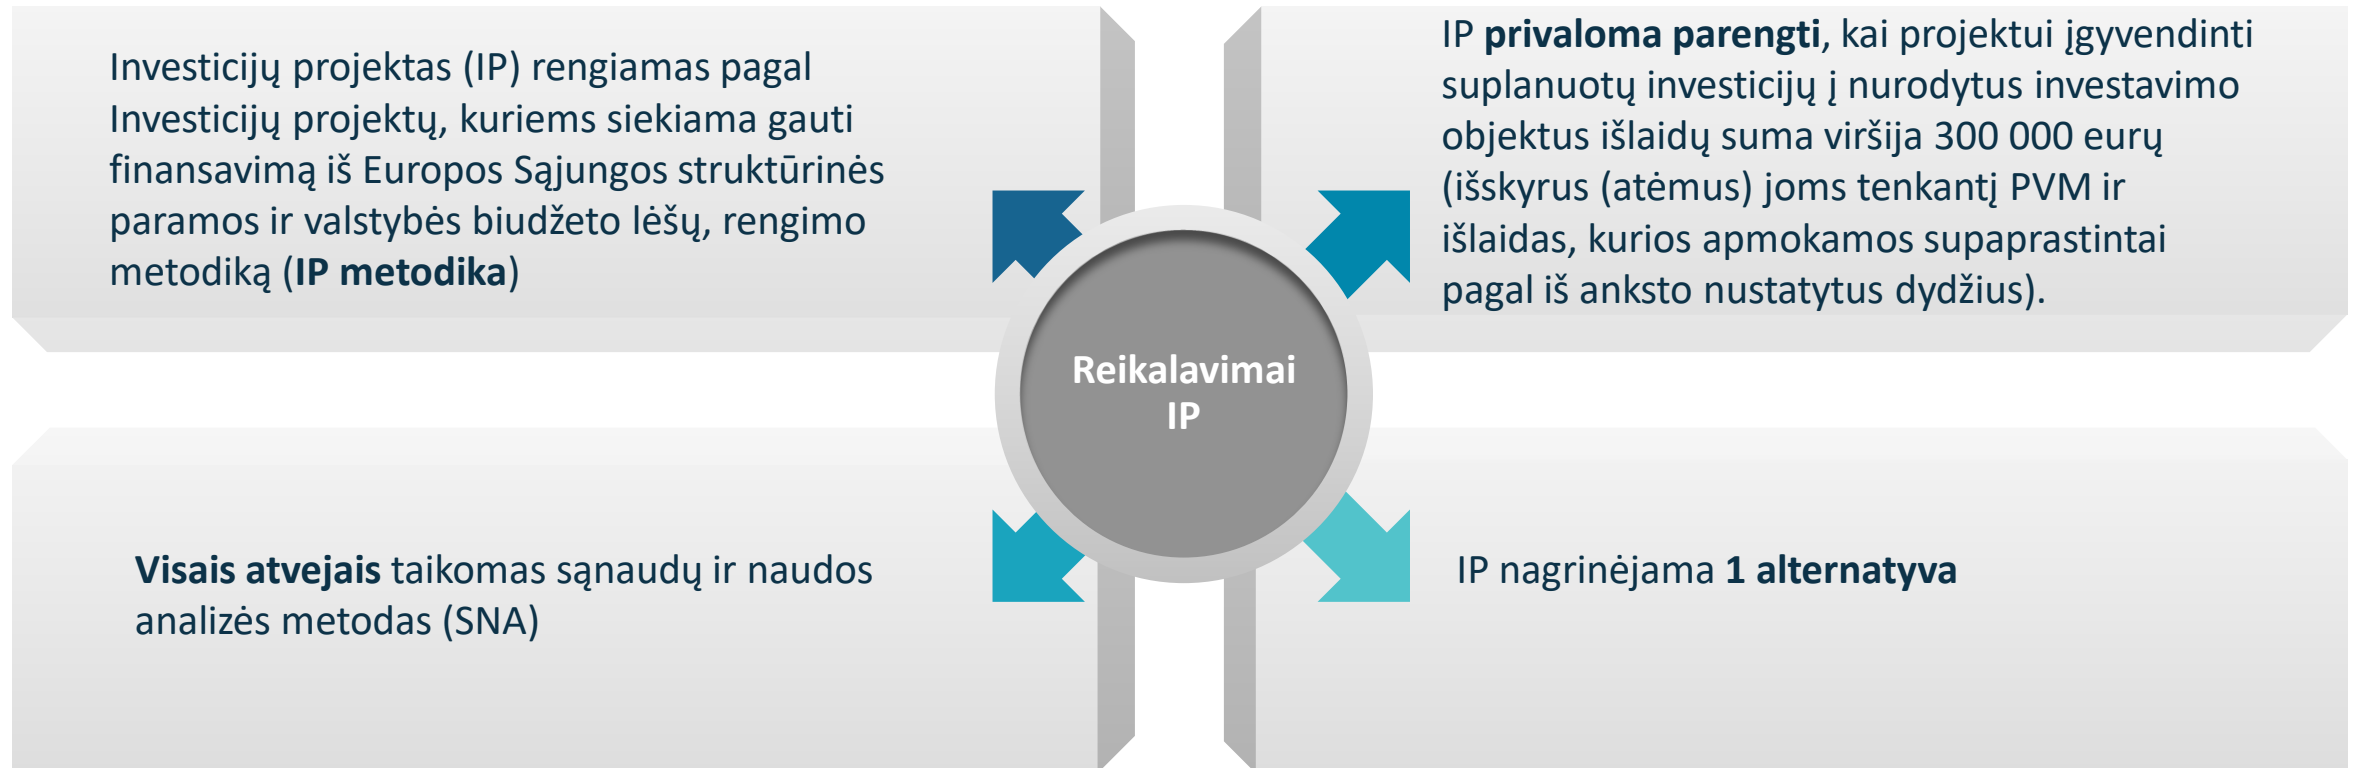 Investicijų projektas (IP) rengiamas pagal
Investicijų projektų, kuriems siekiama gauti
finansavimą iš Europos Sąjungos struktūrinės
paramos ir valstybės biudžeto lėšų, rengimo
metodiką (IP metodika)
IP privaloma parengti, kai projektui įgyvendinti
suplanuotų investicijų į nurodytus investavimo
objektus išlaidų suma viršija 300 000 eurų
(išskyrus (atėmus) joms tenkantį PVM ir
išlaidas, kurios apmokamos supaprastintai
pagal iš anksto nustatytus dydžius).
Reikalavimai
IP
Visais atvejais taikomas sąnaudų ir naudos
analizės metodas (SNA)
IP nagrinėjama 1 alternatyva